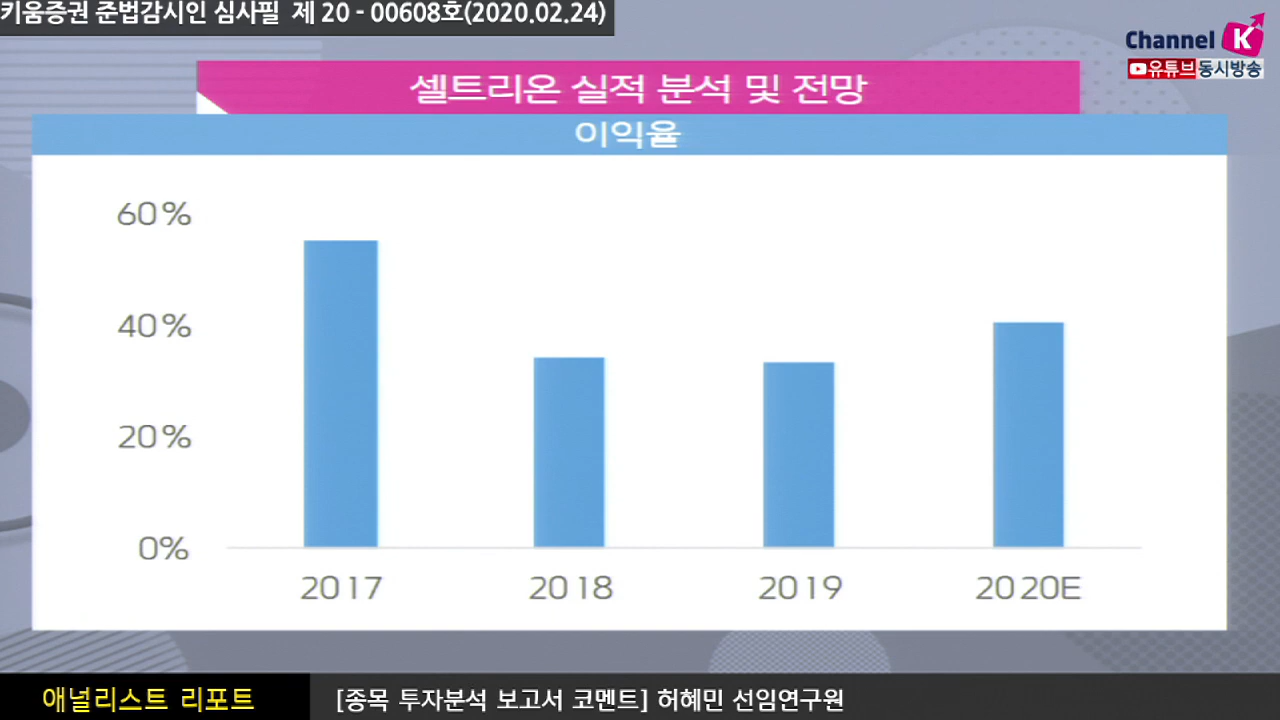 키움증권 준법감시인 심사필 제 20 - 00608호(2020.02.24)
Channel K
유튜브동시방송
셀트리온 실적 분석 및 전망
이익율
60%
40%
20%
0%
2017 2018 2019 2020E
애널리스트 리포트 [종목 투자분석 보고서 코멘트] 허혜민 선임연구원